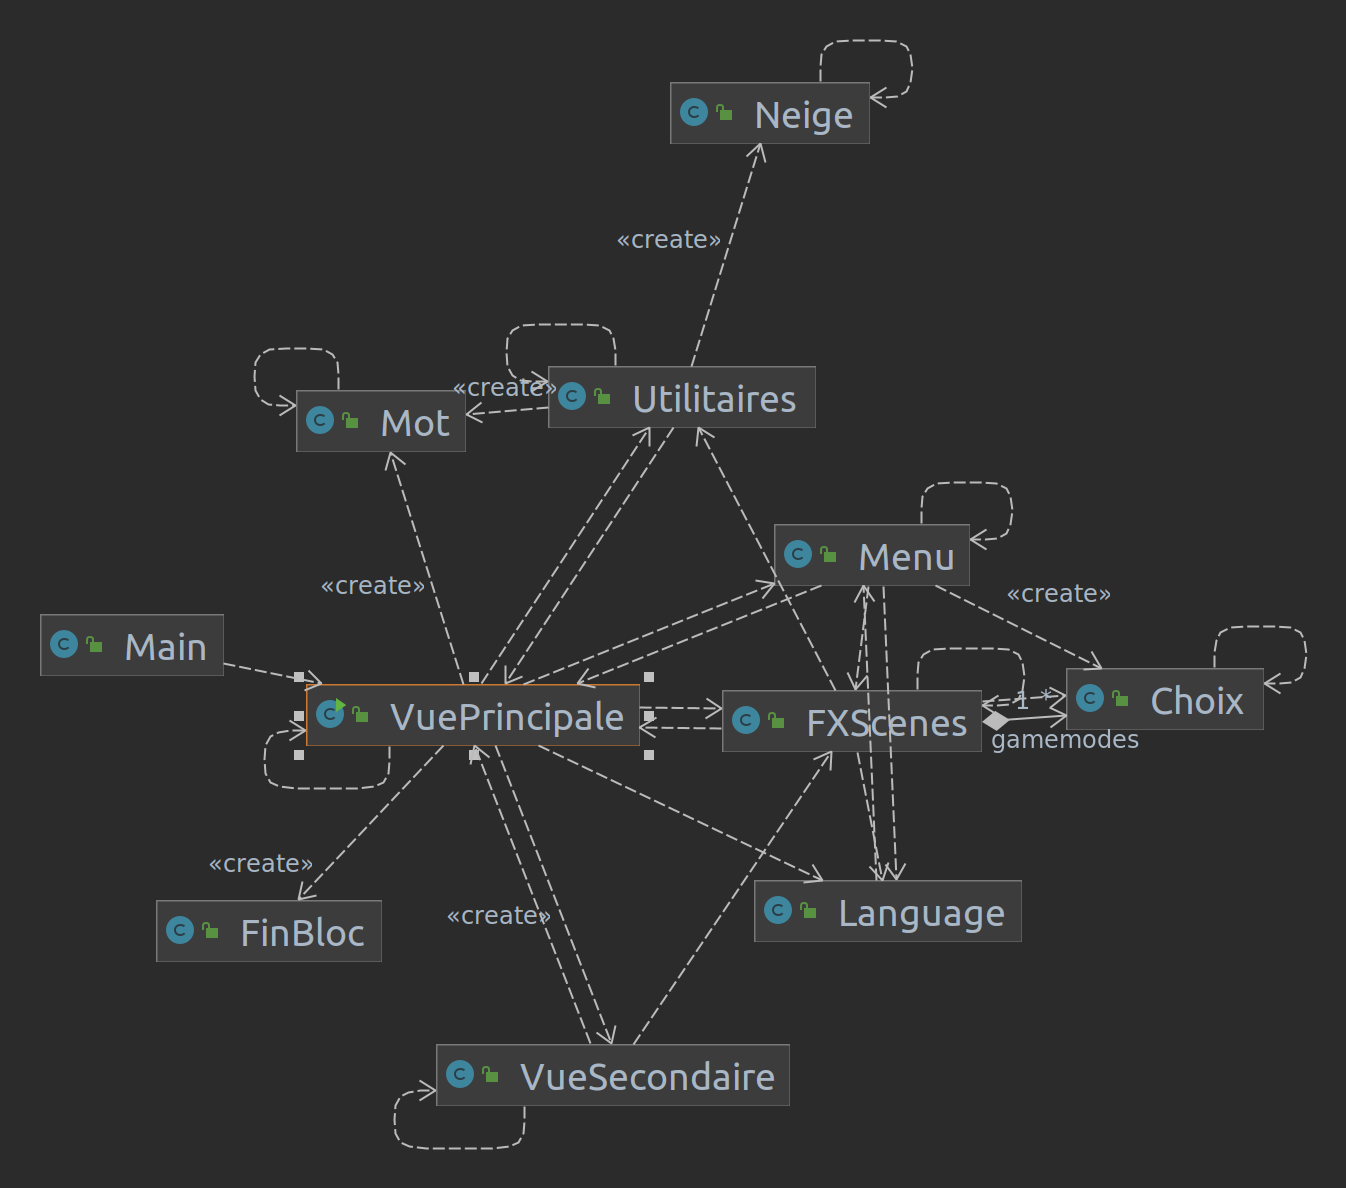 Neige
«create»
Utilitaires
«create»
Mot
Menu
«create»
«create»
Main
VuePrincipale
FXScenes
1
*
Choix
gamemodes
«create»
Language
«create»
FinBloc
VueSecondaire